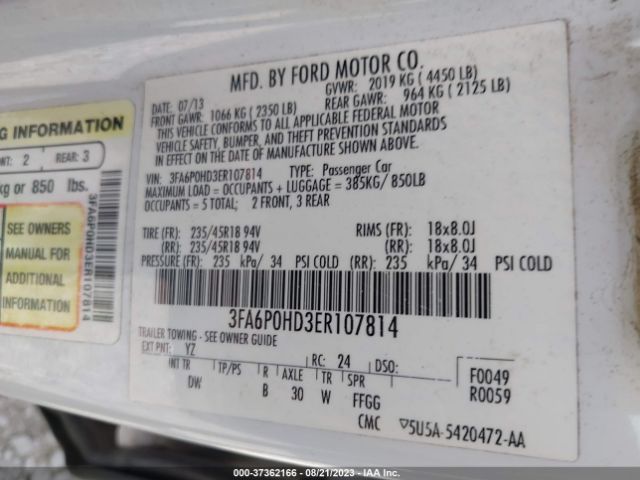 MFD. BY FORD MOTOR CO.
DATE: 07/13
GVWR: 2019 KG ( 4450 LB)
FRONT GAWR: 1066 KG ( 2350 LB)
REAR GAWR: 964 KG ( 2125 LB)
THIS VEHICLE CONFORMS TO ALL APPLICABLE FEDERAL MOTOR
VEHICLE SAFETY, BUMPER, AND THEFT PREVENTION STANDARDS
IN EFFECT ON THE DATE OF MANUFACTURE SHOWN ABOVE.
VIN: 3FA6P0HD3ER107814 TYPE: Passenger Car
MAXIMUM LOAD = OCCUPANTS + LUGGAGE = 385KG/ 850LB
OCCUPANTS = 5 TOTAL; 2 FRONT, 3 REAR
TIRE (FR): 235/45R18 94V RIMS (FR): 18x8.0J
(RR): 235/45R18 94V (RR): 18x8.0J
PRESSURE (FR): 235 kPa/ 34 PSI COLD (RR): 235 kPa/ 34 PSI COLD
3FA6P0HD3ER107814
TRAILER TOWING - SEE OWNER GUIDE
EXT PNT: YZ RC: 24 DSO:
INT TR TP/PS R AXLE TR SPR
DW B 30 W FFGG
F0049
R0059
CMC 5U5A-5420472-AA
INFORMATION
2 REAR: 3
kg or 850 lbs.
SEE OWNERS
MANUAL FOR
ADDITIONAL
INFORMATION
3FA6P0HD3ER107814
000-37362166 - 08/21/2023 - IAA Inc.